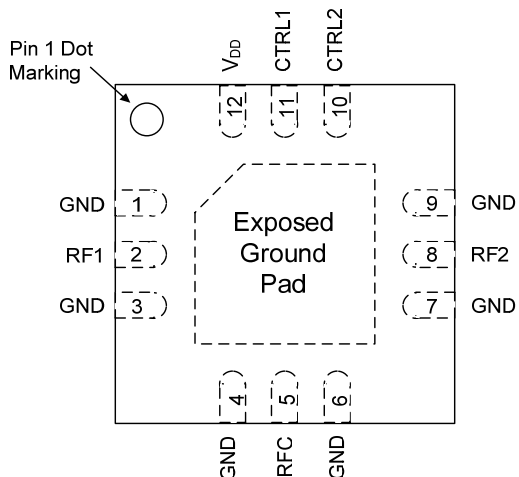 Pin 1 Dot
Marking
VDD
CTRL1
CTRL2
12
11
10
GND 1
RF1 2
GND 3
Exposed
Ground
Pad
9 GND
8 RF2
7 GND
4
5
6
GND
RFC
GND